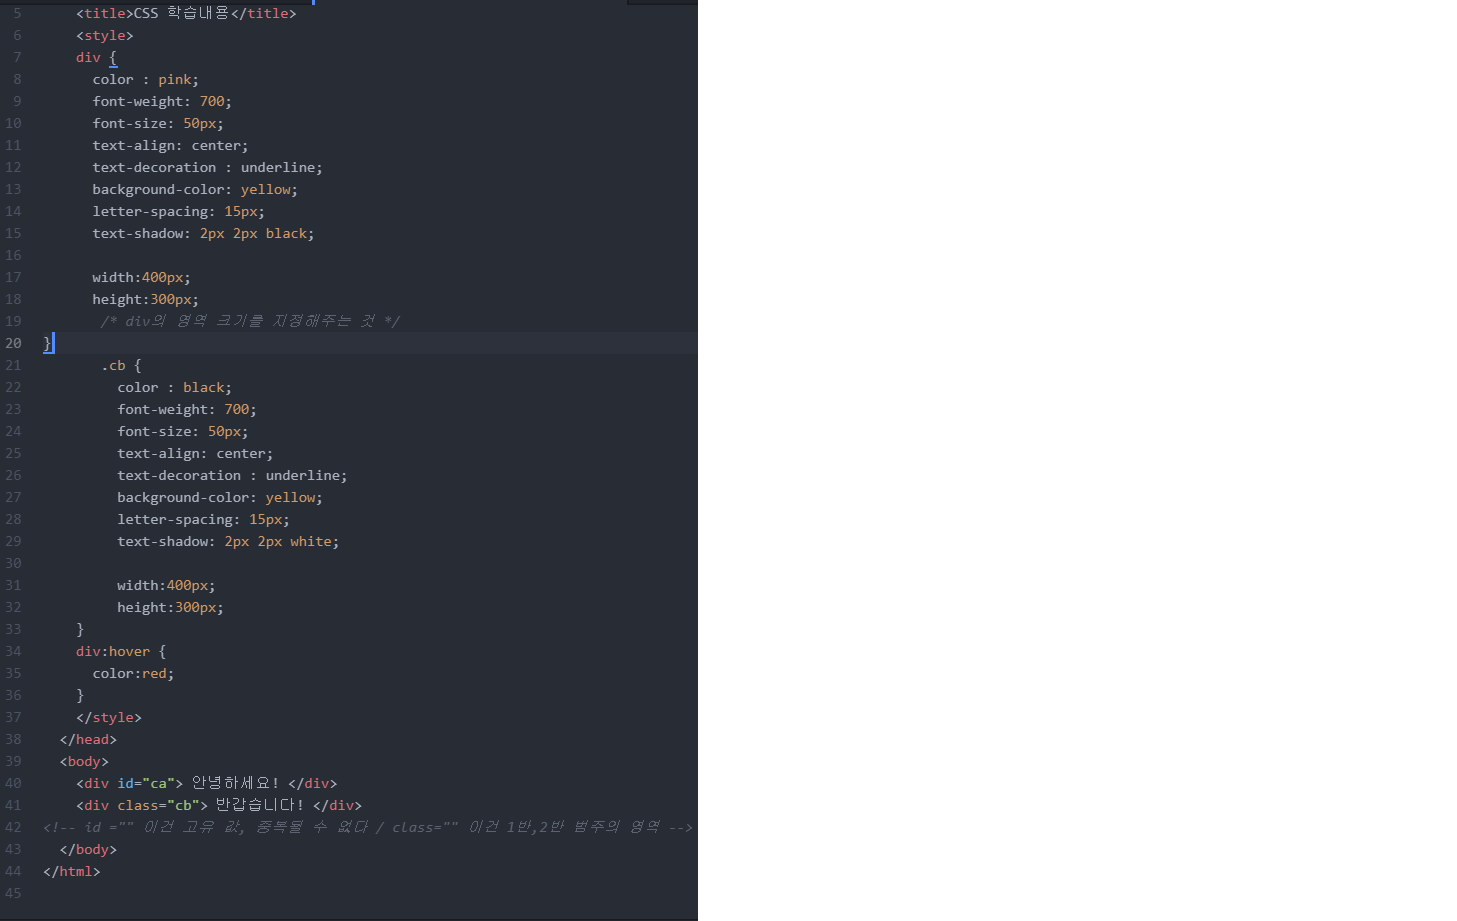 5 <title>CSS 학습내용</title>
6 <style>
7 div {
8 color : pink;
9 font-weight: 700;
10 font-size: 50px;
11 text-align: center;
12 text-decoration : underline;
13 background-color: yellow;
14 letter-spacing: 15px;
15 text-shadow: 2px 2px black;
16
17 width:400px;
18 height:300px;
19 /* div의 영역 크기를 지정해주는 것 */
20 }
21 .cb {
22 color : black;
23 font-weight: 700;
24 font-size: 50px;
25 text-align: center;
26 text-decoration : underline;
27 background-color: yellow;
28 letter-spacing: 15px;
29 text-shadow: 2px 2px white;
30
31 width:400px;
32 height:300px;
33 }
34 div:hover {
35 color:red;
36 }
37 </style>
38 </head>
39 <body>
40 <div id="ca"> 안녕하세요! </div>
41 <div class="cb"> 반갑습니다! </div>
42 <!-- id ="" 이건 고유 값, 중복될 수 없다 / class="" 이건 1반,2반 범주의 영역 -->
43 </body>
44 </html>
45